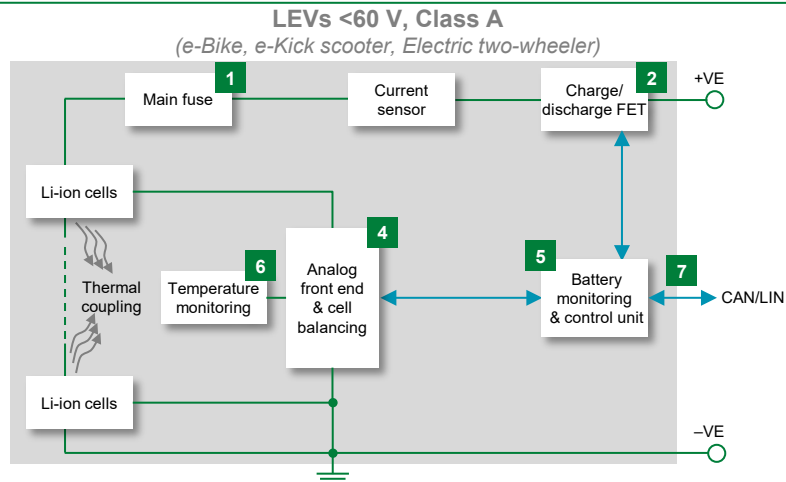 LEVs <60 V, Class A
(e-Bike, e-Kick scooter, Electric two-wheeler)
1
Main fuse
Current
sensor
2
Charge/
discharge FET
+VE
Li-ion cells
4
Analog
front end
& cell
balancing
6
Temperature
monitoring
Thermal
coupling
5
Battery
monitoring
& control unit
7
CAN/LIN
Li-ion cells
–VE